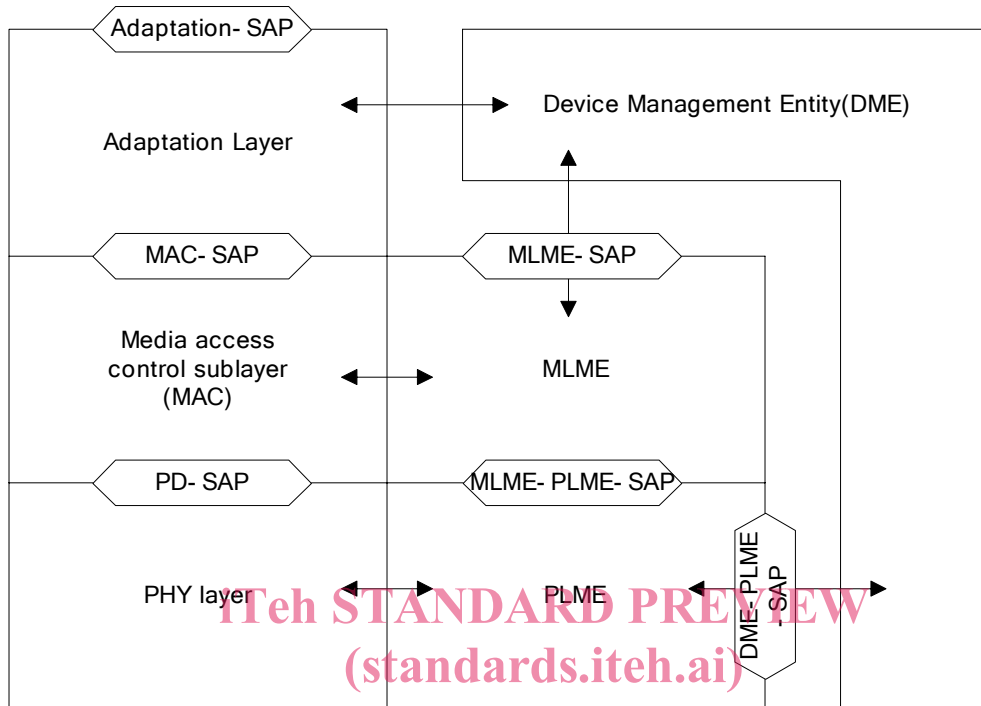 Adaptation- SAP
Device Management Entity(DME)
Adaptation Layer
MAC- SAP
MLME- SAP
Media access
control sublayer
(MAC)
MLME
PD- SAP
MLME- PLME- SAP
PHY layer
PLME
DME- PLME
- SAP
iTeh STANDARD PREVIEW
(standards.iteh.ai)